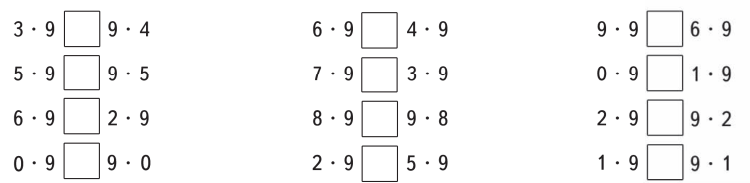 3 · 9 □ 9 · 4 6 · 9 □ 4 · 9 9 · 9 □ 6 · 9
5 · 9 □ 9 · 5 7 · 9 □ 3 · 9 0 · 9 □ 1 · 9
6 · 9 □ 2 · 9 8 · 9 □ 9 · 8 2 · 9 □ 9 · 2
0 · 9 □ 9 · 0 2 · 9 □ 5 · 9 1 · 9 □ 9 · 1